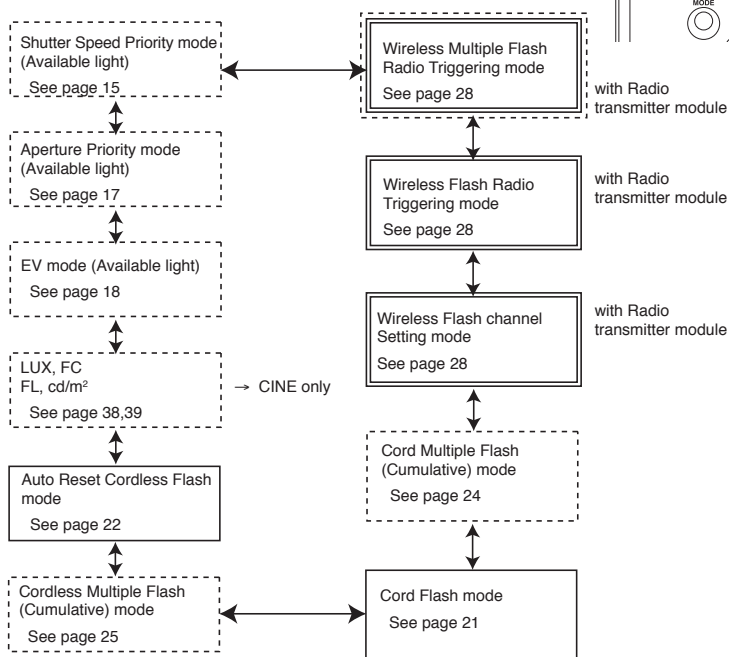 MODE
Shutter Speed Priority mode
(Available light)
See page 15
Aperture Priority mode
(Available light)
See page 17
EV mode (Available light)
See page 18
LUX, FC
FL, cd/m²
See page 38,39
→ CINE only
Auto Reset Cordless Flash
mode
See page 22
Cordless Multiple Flash
(Cumulative) mode
See page 25
Wireless Multiple Flash
Radio Triggering mode
See page 28
with Radio
transmitter module
Wireless Flash Radio
Triggering mode
See page 28
with Radio
transmitter module
Wireless Flash channel
Setting mode
See page 28
with Radio
transmitter module
Cord Multiple Flash
(Cumulative) mode
See page 24
Cord Flash mode
See page 21